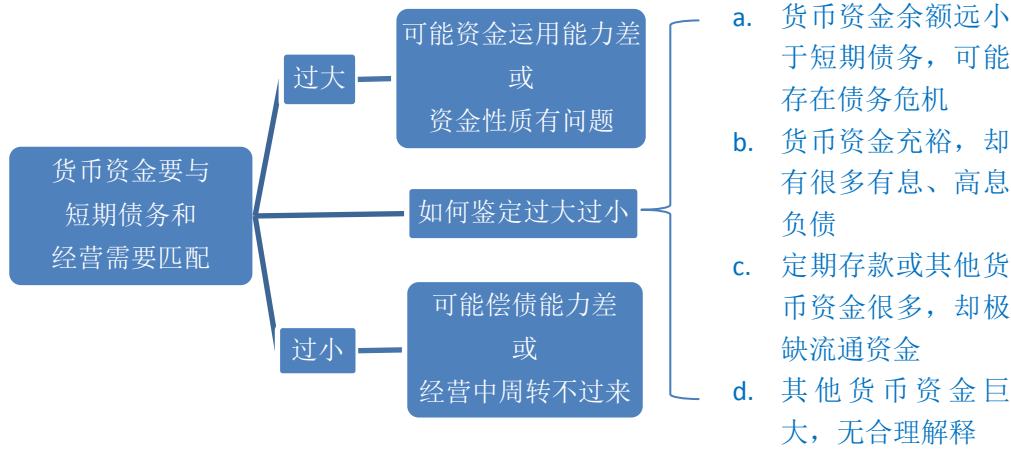 货币资金要与
短期债务和
经营需要匹配
过大
可能资金运用能力差
或
资金性质有问题
如何鉴定过大过小
过小
可能偿债能力差
或
经营中周转不过来
a. 货币资金余额远小
于短期债务，可能
存在债务危机
b. 货币资金充裕，却
有很多有息、高息
负债
c. 定期存款或其他货
币资金很多，却极
缺流通资金
d. 其他货币资金巨
大，无合理解释